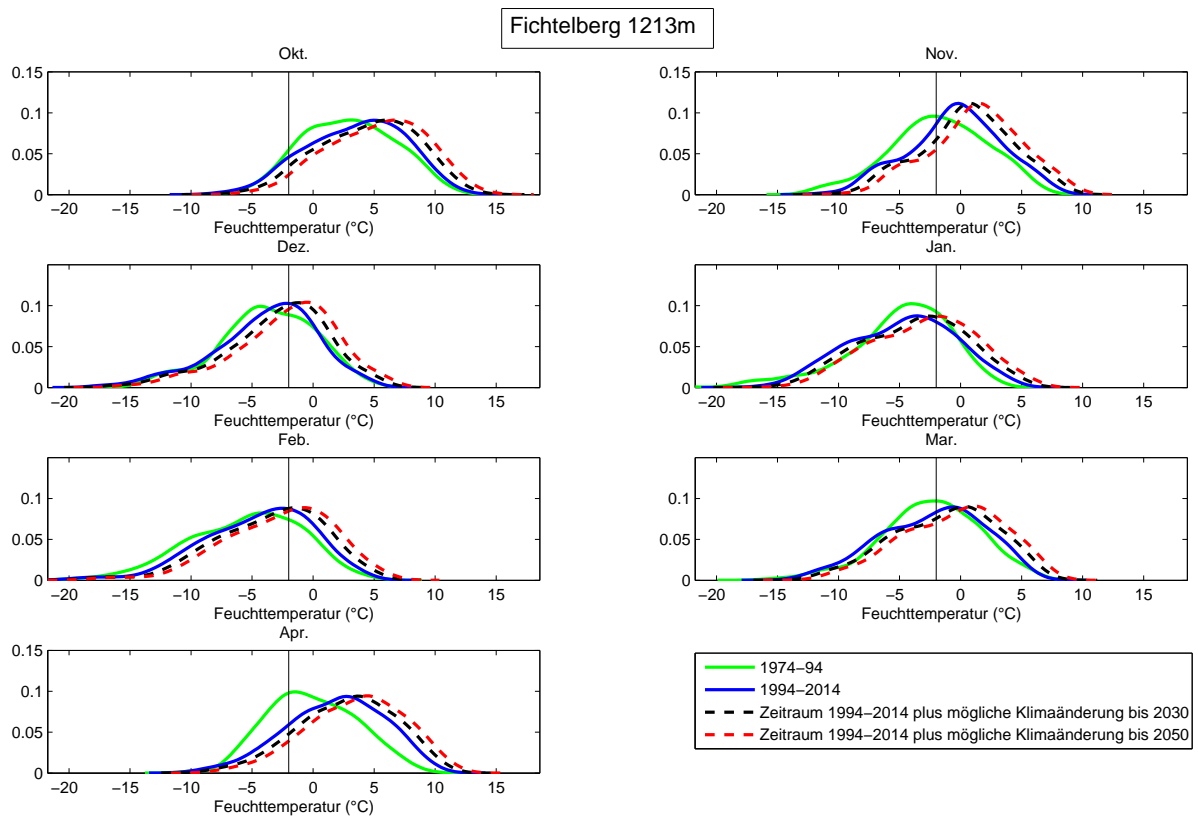 Fichtelberg 1213m
Okt.
0.15
0.1
0.05
0
−20 −15 −10 −5 0 5 10 15
Feuchttemperatur (°C)
Nov.
0.15
0.1
0.05
0
−20 −15 −10 −5 0 5 10 15
Feuchttemperatur (°C)
Dez.
0.1
0.05
0
−20 −15 −10 −5 0 5 10 15
Feuchttemperatur (°C)
Jan.
0.1
0.05
0
−20 −15 −10 −5 0 5 10 15
Feuchttemperatur (°C)
Feb.
0.1
0.05
0
−20 −15 −10 −5 0 5 10 15
Feuchttemperatur (°C)
Mar.
0.1
0.05
0
−20 −15 −10 −5 0 5 10 15
Feuchttemperatur (°C)
Apr.
0.1
0.05
0
−20 −15 −10 −5 0 5 10 15
Feuchttemperatur (°C)
1974−94
1994−2014
Zeitraum 1994−2014 plus mögliche Klimaänderung bis 2030
Zeitraum 1994−2014 plus mögliche Klimaänderung bis 2050